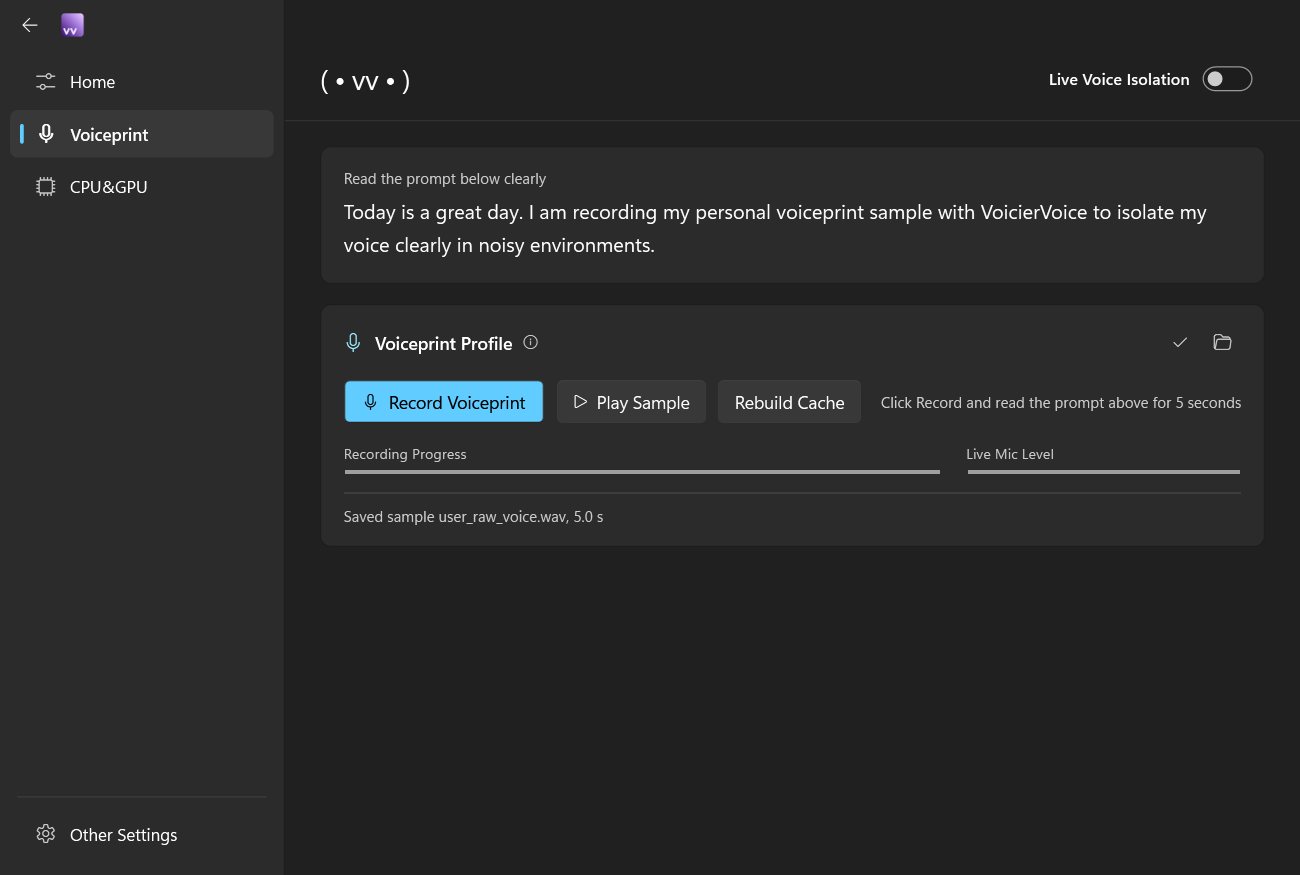 vv
Home
Voiceprint
CPU&GPU
Other Settings
( • vv • )
Live Voice Isolation
Read the prompt below clearly
Today is a great day. I am recording my personal voiceprint sample with VoicierVoice to isolate my
voice clearly in noisy environments.
Voiceprint Profile
Record Voiceprint
Play Sample
Rebuild Cache
Click Record and read the prompt above for 5 seconds
Recording Progress
Live Mic Level
Saved sample user_raw_voice.wav, 5.0 s